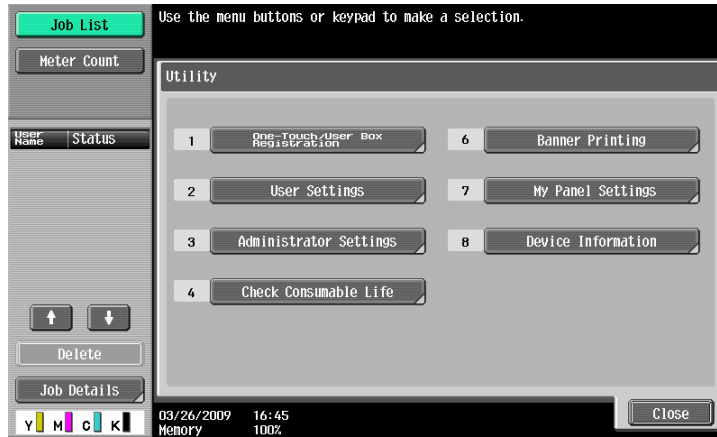 Job List
Use the menu buttons or keypad to make a selection.
Meter Count
Utility
User Name
Status
1
One-Touch/User Box
Registration
6
Banner Printing
2
User Settings
7
My Panel Settings
3
Administrator Settings
8
Device Information
4
Check Consumable Life
Delete
Job Details
Y M C K
03/26/2009 16:45
Memory 100%
Close